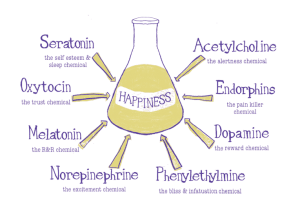 Seratonin
the self esteem &
sleep chemical
Acetylcholine
the alertness chemical
Oxytocin
the trust chemical
HAPPINESS
Endorphins
the pain killer
chemical
Melatonin
the R&R chemical
Dopamine
the reward chemical
Norepinephrine
the excitement chemical
Phenylethylmine
the bliss & infatuation chemical